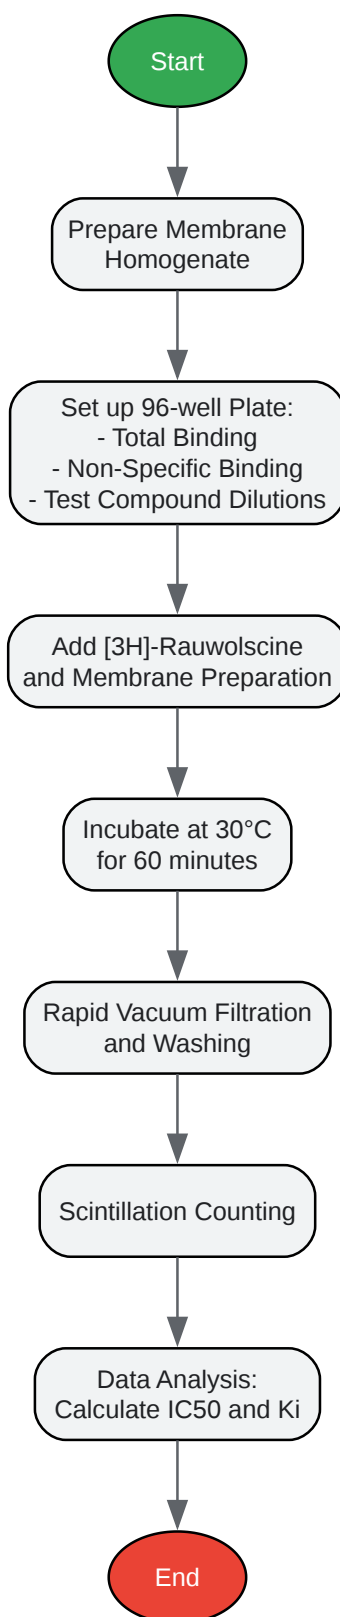 Start
Prepare Membrane
Homogenate
Set up 96-well Plate:
- Total Binding
- Non-Specific Binding
- Test Compound Dilutions
Add [3H]-Rauwolscine
and Membrane Preparation
Incubate at 30°C
for 60 minutes
Rapid Vacuum Filtration
and Washing
Scintillation Counting
Data Analysis:
Calculate IC50 and Ki
End